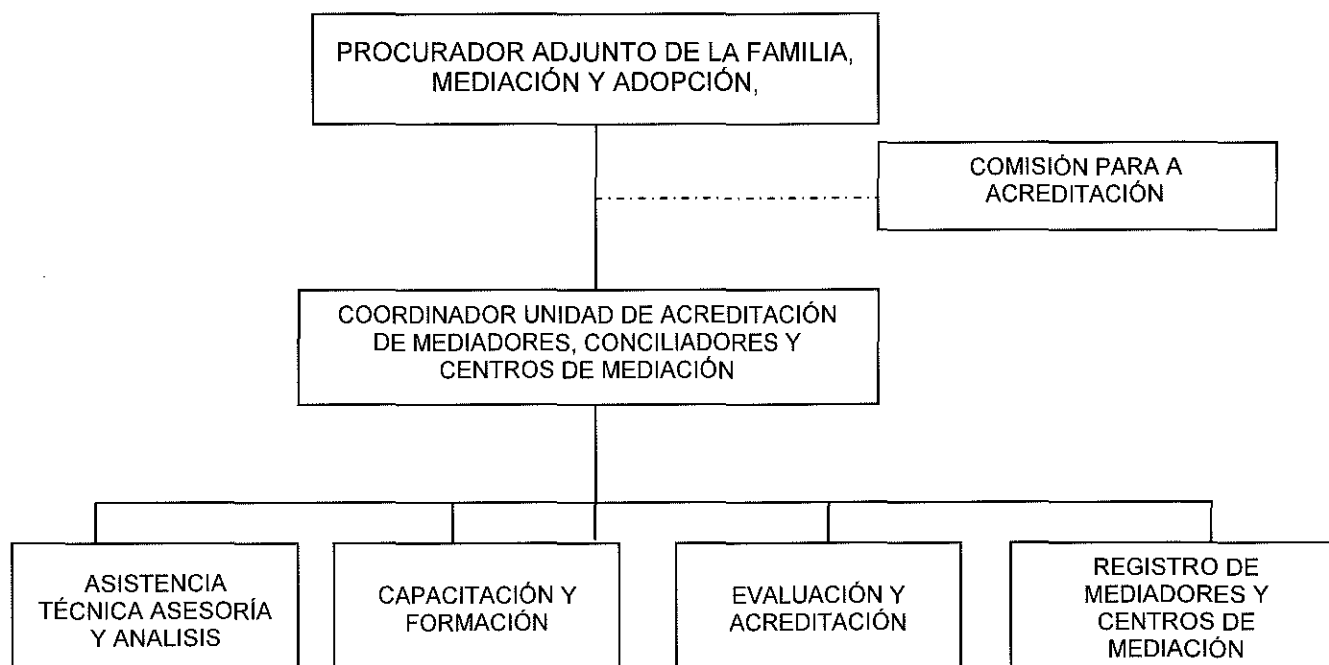 PROCURADOR ADJUNTO DE LA FAMILIA,
MEDIACIÓN Y ADOPCIÓN,
COMISIÓN PARA A
ACREDITACIÓN
COORDINADOR UNIDAD DE ACREDITACIÓN
DE MEDIADORES, CONCILIADORES Y
CENTROS DE MEDIACIÓN
ASISTENCIA
TÉCNICA ASESORÍA
Y ANALISIS
CAPACITACIÓN Y
FORMACIÓN
EVALUACIÓN Y
ACREDITACIÓN
REGISTRO DE
MEDIADORES Y
CENTROS DE
MEDIACIÓN